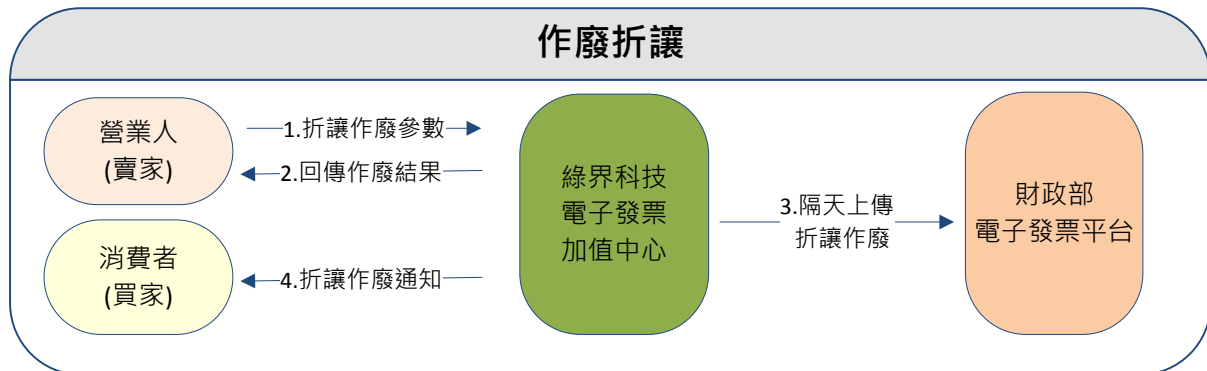 作廢折讓
營業人
(賣家)
1.折讓作廢參數
2.回傳作廢結果
消費者
(買家)
4.折讓作廢通知
綠界科技
電子發票
加值中心
3.隔天上傳
折讓作廢
財政部
電子發票平台